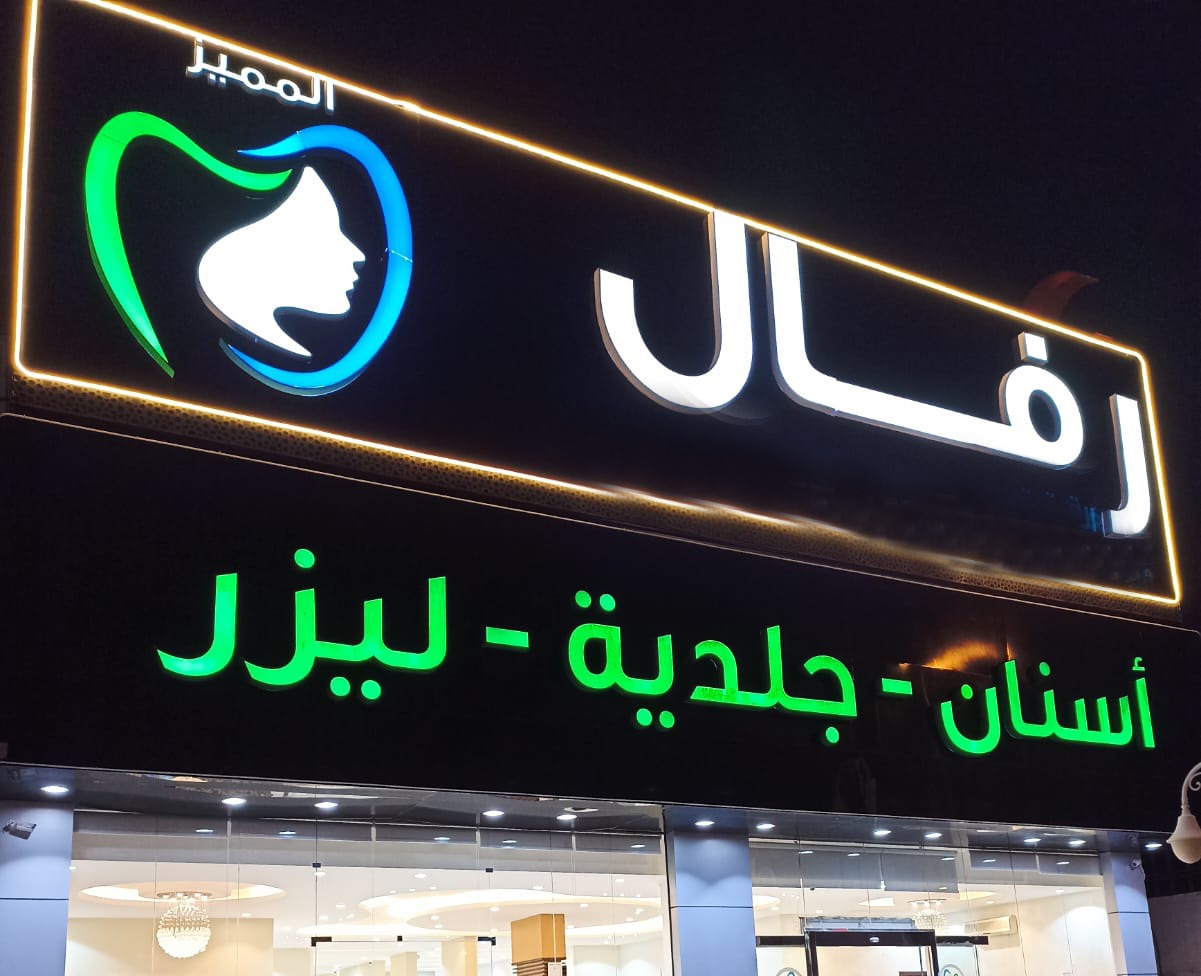 المميز
رفال
أسنان - جلدية - ليزر